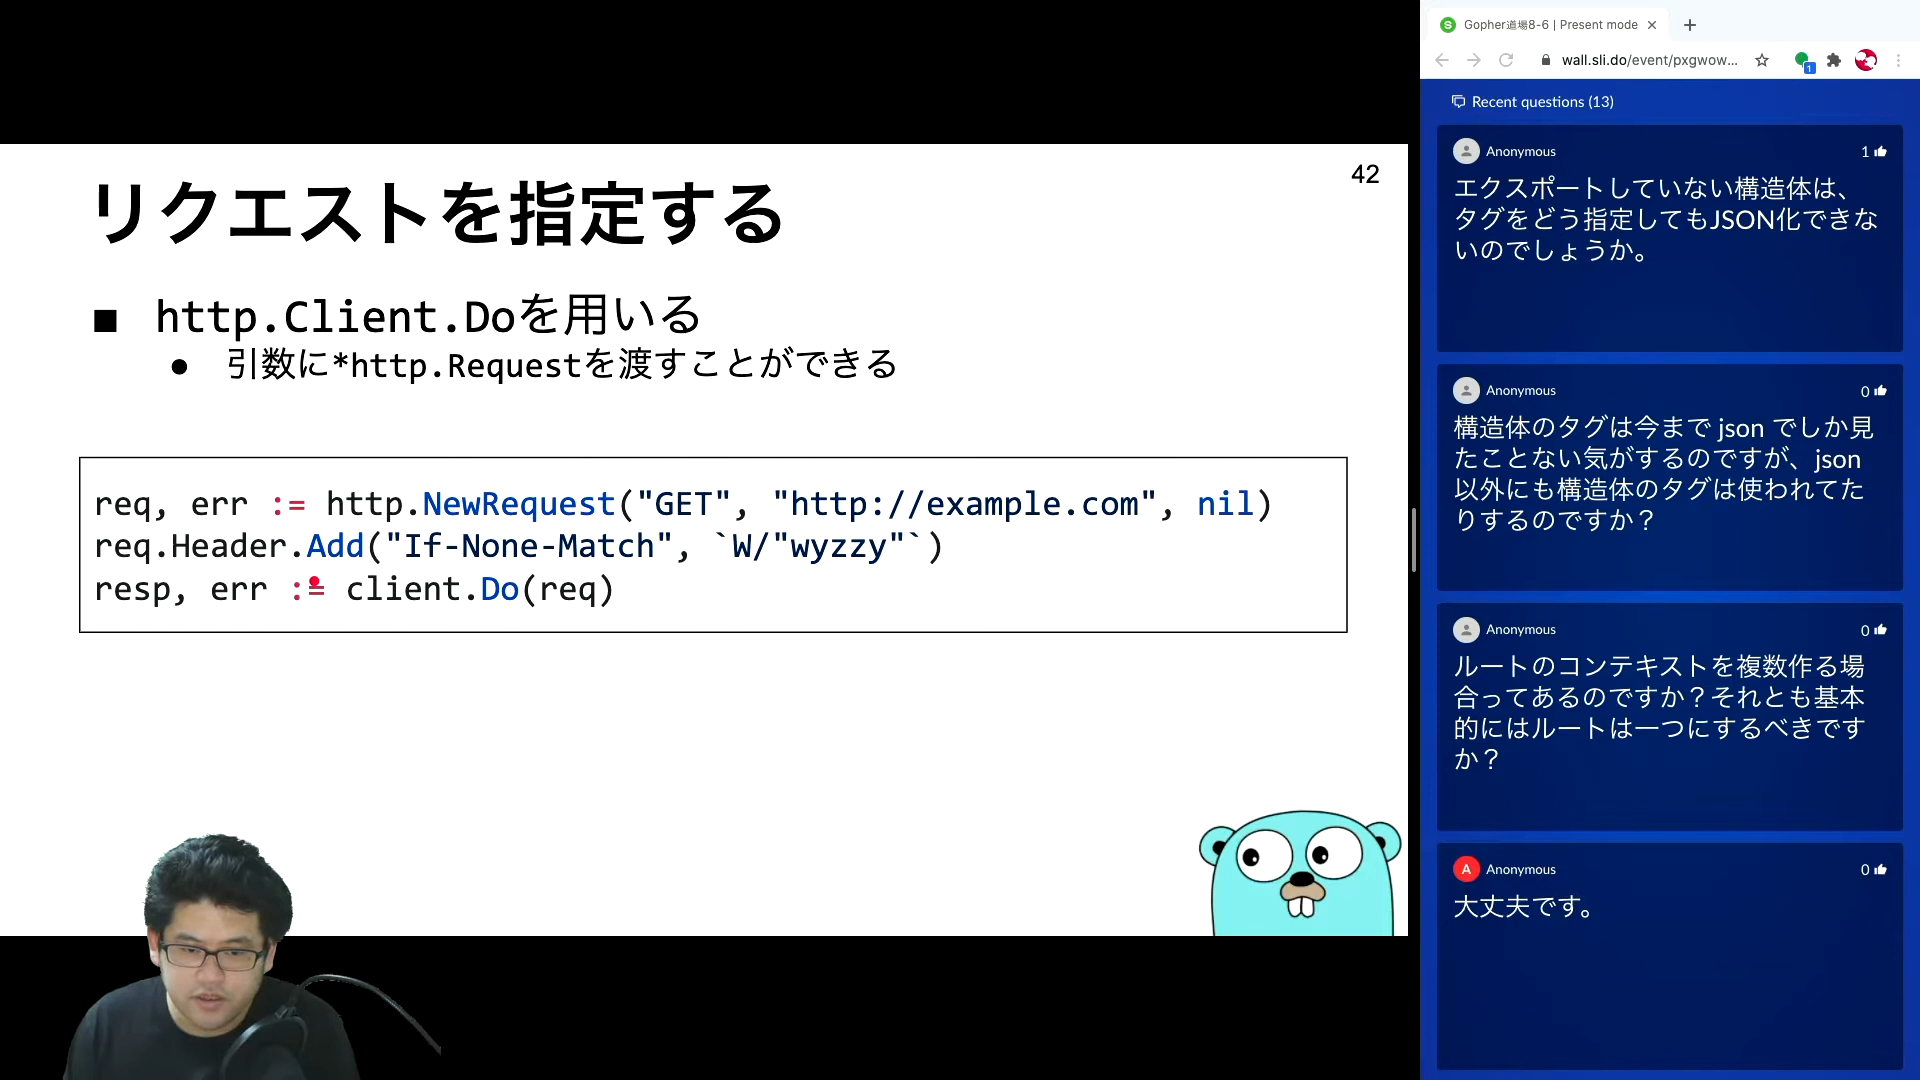 42
リクエストを指定する
■ http.Client.Doを用いる
● 引数に*http.Requestを渡すことができる
req, err := http.NewRequest("GET", "http://example.com", nil)
req.Header.Add("If-None-Match", `W/"wyzzy"`)
resp, err := client.Do(req)
Gopher道場8-6 | Present mode
wall.sli.do/event/pxgwow...
1
Recent questions (13)
Anonymous
1
エクスポートしていない構造体は、
タグをどう指定してもJSON化できな
いのでしょうか。
Anonymous
0
構造体のタグは今まで json でしか見
たことない気がするのですが、json
以外にも構造体のタグは使われてた
りするのですか？
Anonymous
0
ルートのコンテキストを複数作る場
合ってあるのですか？それとも基本
的にはルートは一つにするべきです
か？
A Anonymous
0
大丈夫です。